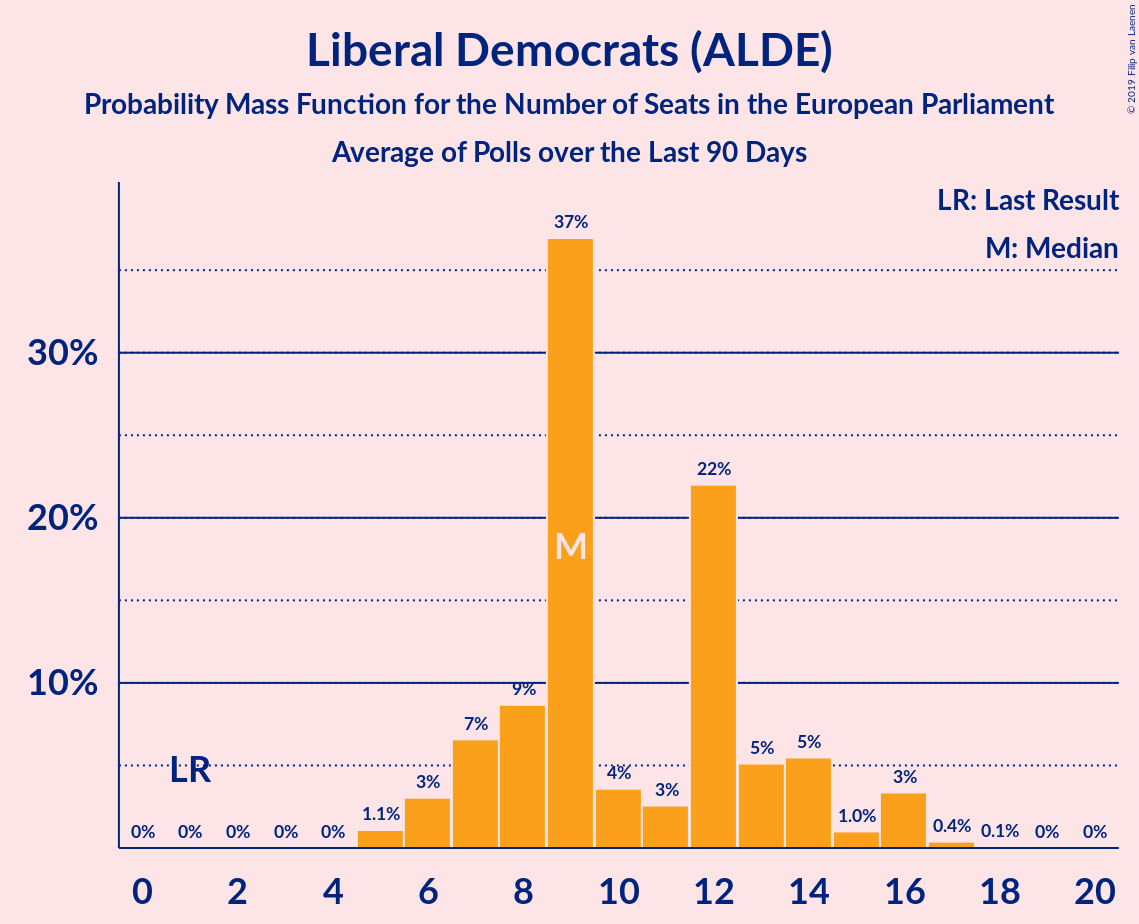 Liberal Democrats (ALDE)
Probability Mass Function for the Number of Seats in the European Parliament
Average of Polls over the Last 90 Days
© 2019 Filip van Laenen
LR: Last Result
M: Median
30%
20%
10%
0%
0%
0%
0%
0%
1.1%
3%
7%
9%
37%
4%
3%
22%
5%
5%
1.0%
3%
0.4%
0.1%
0%
0%
LR
M
0 2 4 6 8 10 12 14 16 18 20